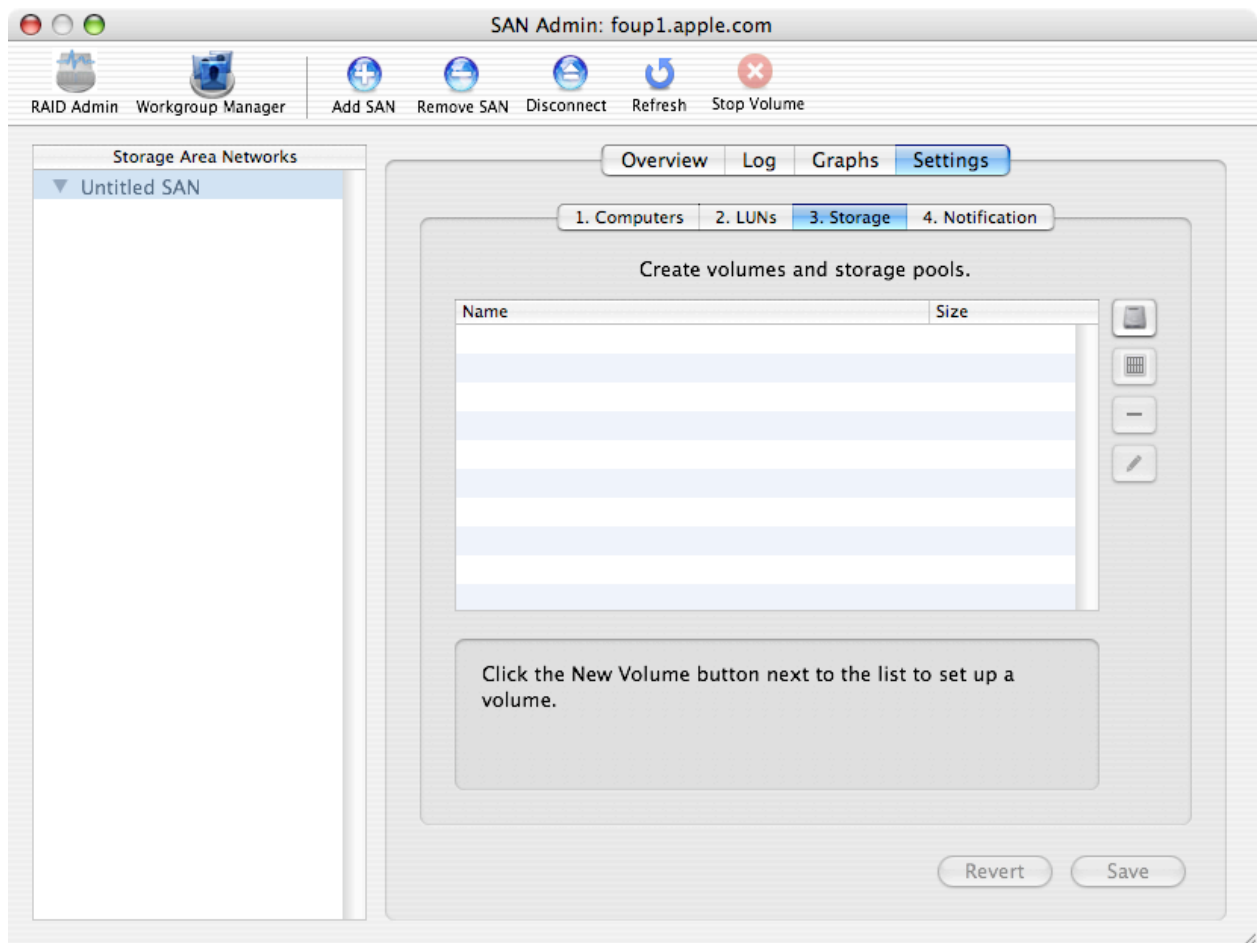 SAN Admin: foup1.apple.com
RAID Admin Workgroup Manager Add SAN Remove SAN Disconnect Refresh Stop Volume
Storage Area Networks
Untitled SAN
Overview Log Graphs Settings
1. Computers 2. LUNs 3. Storage 4. Notification
Create volumes and storage pools.
Name Size
Click the New Volume button next to the list to set up a
volume.
Revert Save